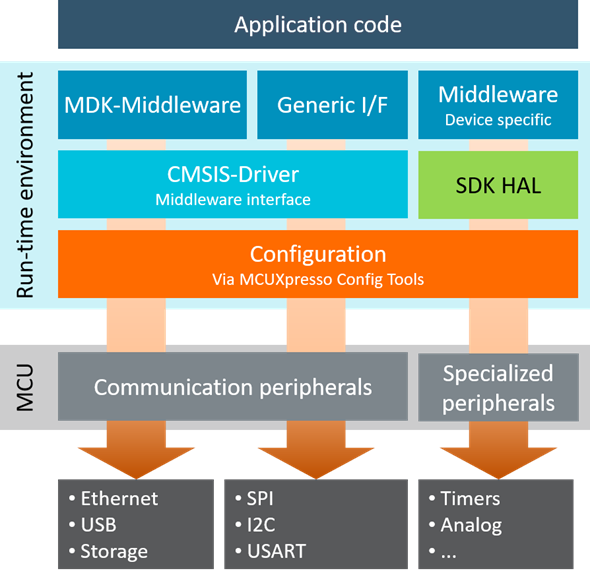 Application code
Run-time environment
MDK-Middleware
Generic I/F
Middleware
Device specific
CMSIS-Driver
Middleware interface
SDK HAL
Configuration
Via MCUXpresso Config Tools
MCU
Communication peripherals
Specialized
peripherals
• Ethernet
• USB
• Storage
• SPI
• I2C
• USART
• Timers
• Analog
• ...